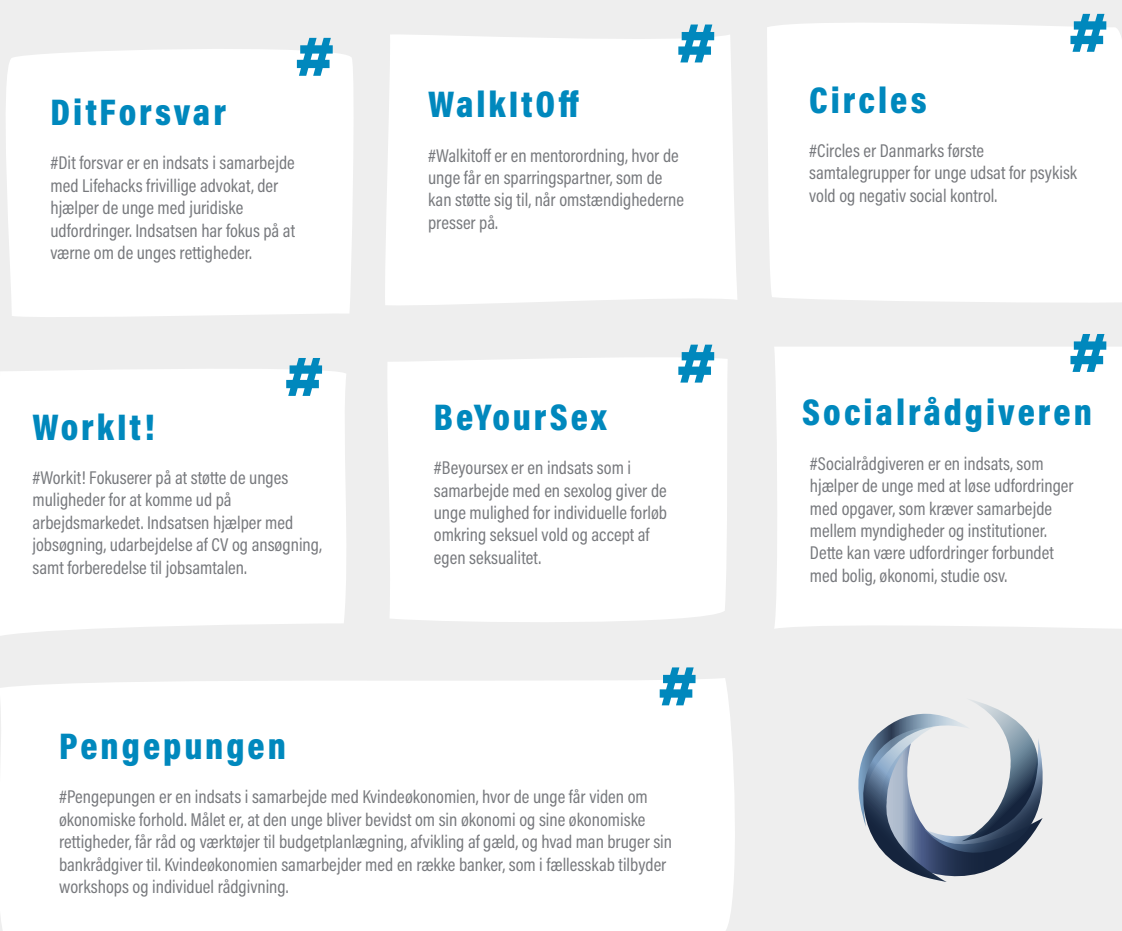 #
DitForsvar
#Dit forsvar er en indsats i samarbejde
med Lifehacks frivillige advokat, der
hjælper de unge med juridiske
udfordringer. Indsatsen har fokus på at
værne om de unges rettigheder.
#
WalkItOff
#Walkitoff er en mentorordning, hvor de
unge får en sparringspartner, som de
kan støtte sig til, når omstændighederne
presser på.
#
Circles
#Circles er Danmarks første
samtalegrupper for unge udsat for psykisk
vold og negativ social kontrol.
#
WorkIt!
#Workit! Fokuserer på at støtte de unges
muligheder for at komme ud på
arbejdsmarkedet. Indsatsen hjælper med
jobsøgning, udarbejdelse af CV og ansøgning,
samt forberedelse til jobsamtalen.
#
BeYourSex
#Beyoursex er en indsats som i
samarbejde med en sexolog giver de
unge mulighed for individuelle forløb
omkring seksuel vold og accept af
egen seksualitet.
#
Socialrådgiveren
#Socialrådgiveren er en indsats, som
hjælper de unge med at løse udfordringer
med opgaver, som kræver samarbejde
mellem myndigheder og institutioner.
Dette kan være udfordringer forbundet
med bolig, økonomi, studie osv.
#
Pengepungen
#Pengepungen er en indsats i samarbejde med Kvindeøkonomien, hvor de unge får viden om
økonomiske forhold. Målet er, at den unge bliver bevidst om sin økonomi og sine økonomiske
rettigheder, får råd og værktøjer til budgetplanlægning, afvikling af gæld, og hvad man bruger sin
bankrådgiver til. Kvindeøkonomien samarbejder med en række banker, som i fællesskab tilbyder
workshops og individuel rådgivning.